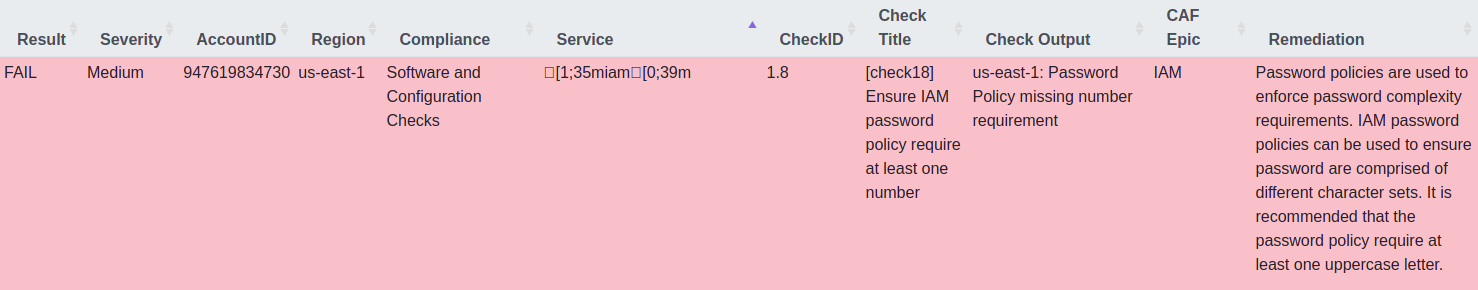 Result Severity AccountID Region Compliance Service CheckID Check Title Check Output CAF Epic Remediation
FAIL
Medium
947619834730
us-east-1
Software and
Configuration
Checks
[1;35miam[0;39m
1.8
[check18]
Ensure IAM
password
policy require
at least one
number
us-east-1: Password
Policy missing number
requirement
IAM
Password policies are used to
enforce password complexity
requirements. IAM password
policies can be used to ensure
password are comprised of
different character sets. It is
recommended that the
password policy require at
least one uppercase letter.